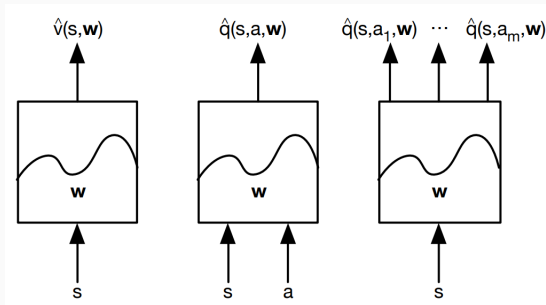 v̂(s,w) q̂(s,a,w) q̂(s,a₁,w) ··· q̂(s,aₘ,w)
w w w
s s a s